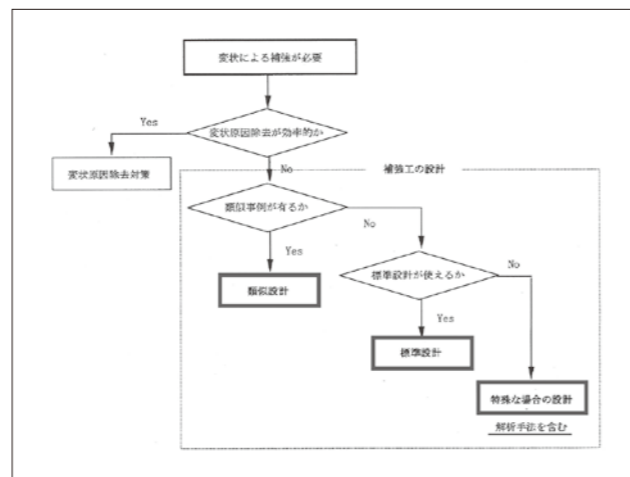 変状による補強が必要
Yes
変状原因除去が効率的か
変状原因除去対策
No
補強工の設計
類似事例が有るか
No
Yes
類似設計
標準設計が使えるか
No
Yes
標準設計
特殊な場合の設計
解析手法を含む